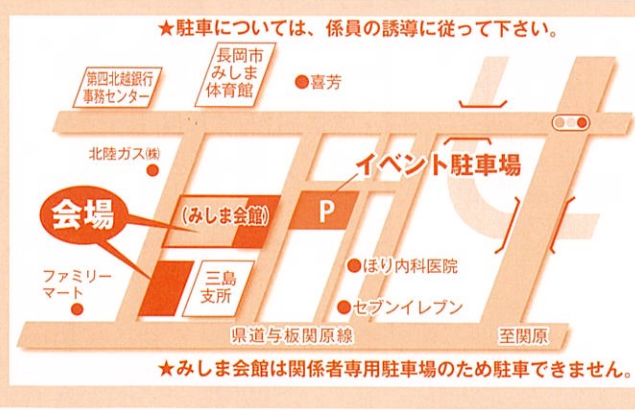 ★駐車については、係員の誘導に従って下さい。
長岡市
みしま
体育館
第四北越銀行
事務センター
●喜芳
北陸ガス㈱
イベント駐車場
会場
(みしま会館)
P
ファミリー
マート
三島
支所
●ほり内科医院
●セブンイレブン
県道与板関原線
至関原
★みしま会館は関係者専用駐車場のため駐車できません。